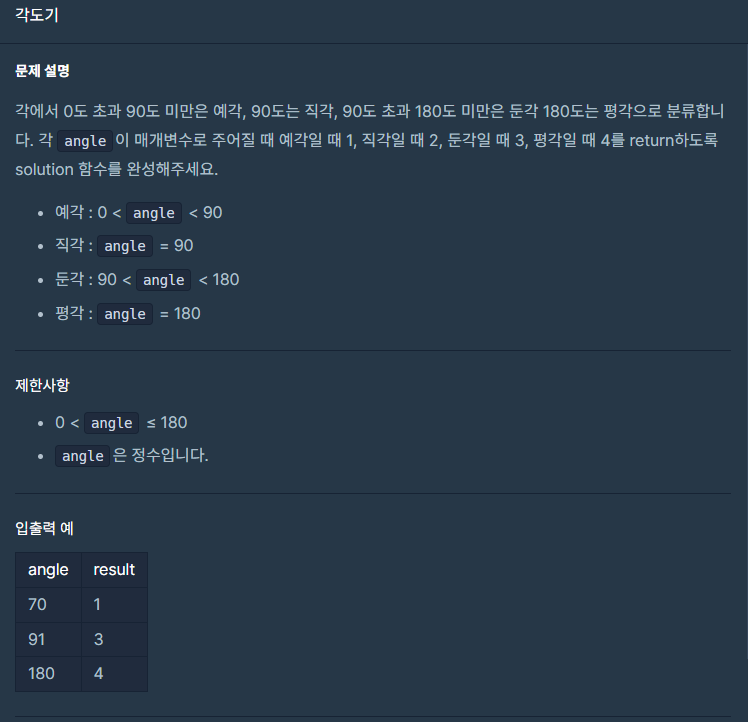 각도기
문제 설명
각에서 0도 초과 90도 미만은 예각, 90도는 직각, 90도 초과 180도 미만은 둔각 180도는 평각으로 분류합니
다. 각 angle 이 매개변수로 주어질 때 예각일 때 1, 직각일 때 2, 둔각일 때 3, 평각일 때 4를 return하도록
solution 함수를 완성해주세요.
• 예각 : 0 < angle < 90
• 직각 : angle = 90
• 둔각 : 90 < angle < 180
• 평각 : angle = 180
제한사항
• 0 < angle ≤ 180
• angle 은 정수입니다.
입출력 예
angle result
70 1
91 3
180 4